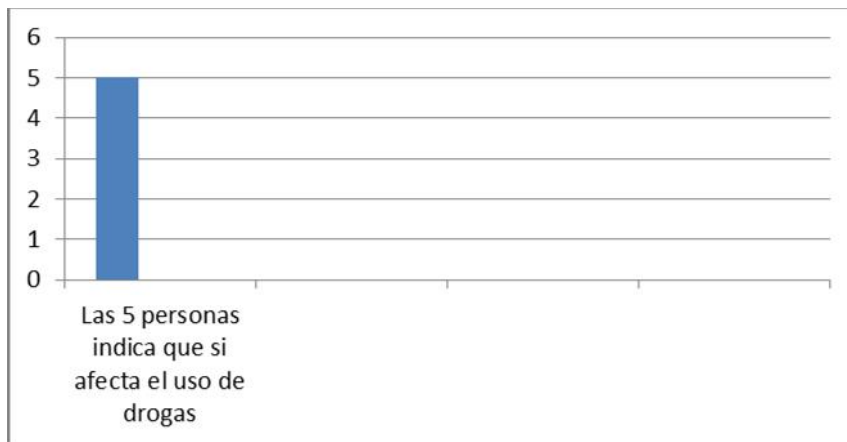 6
5
4
3
2
1
0
Las 5 personas
indica que si
afecta el uso de
drogas